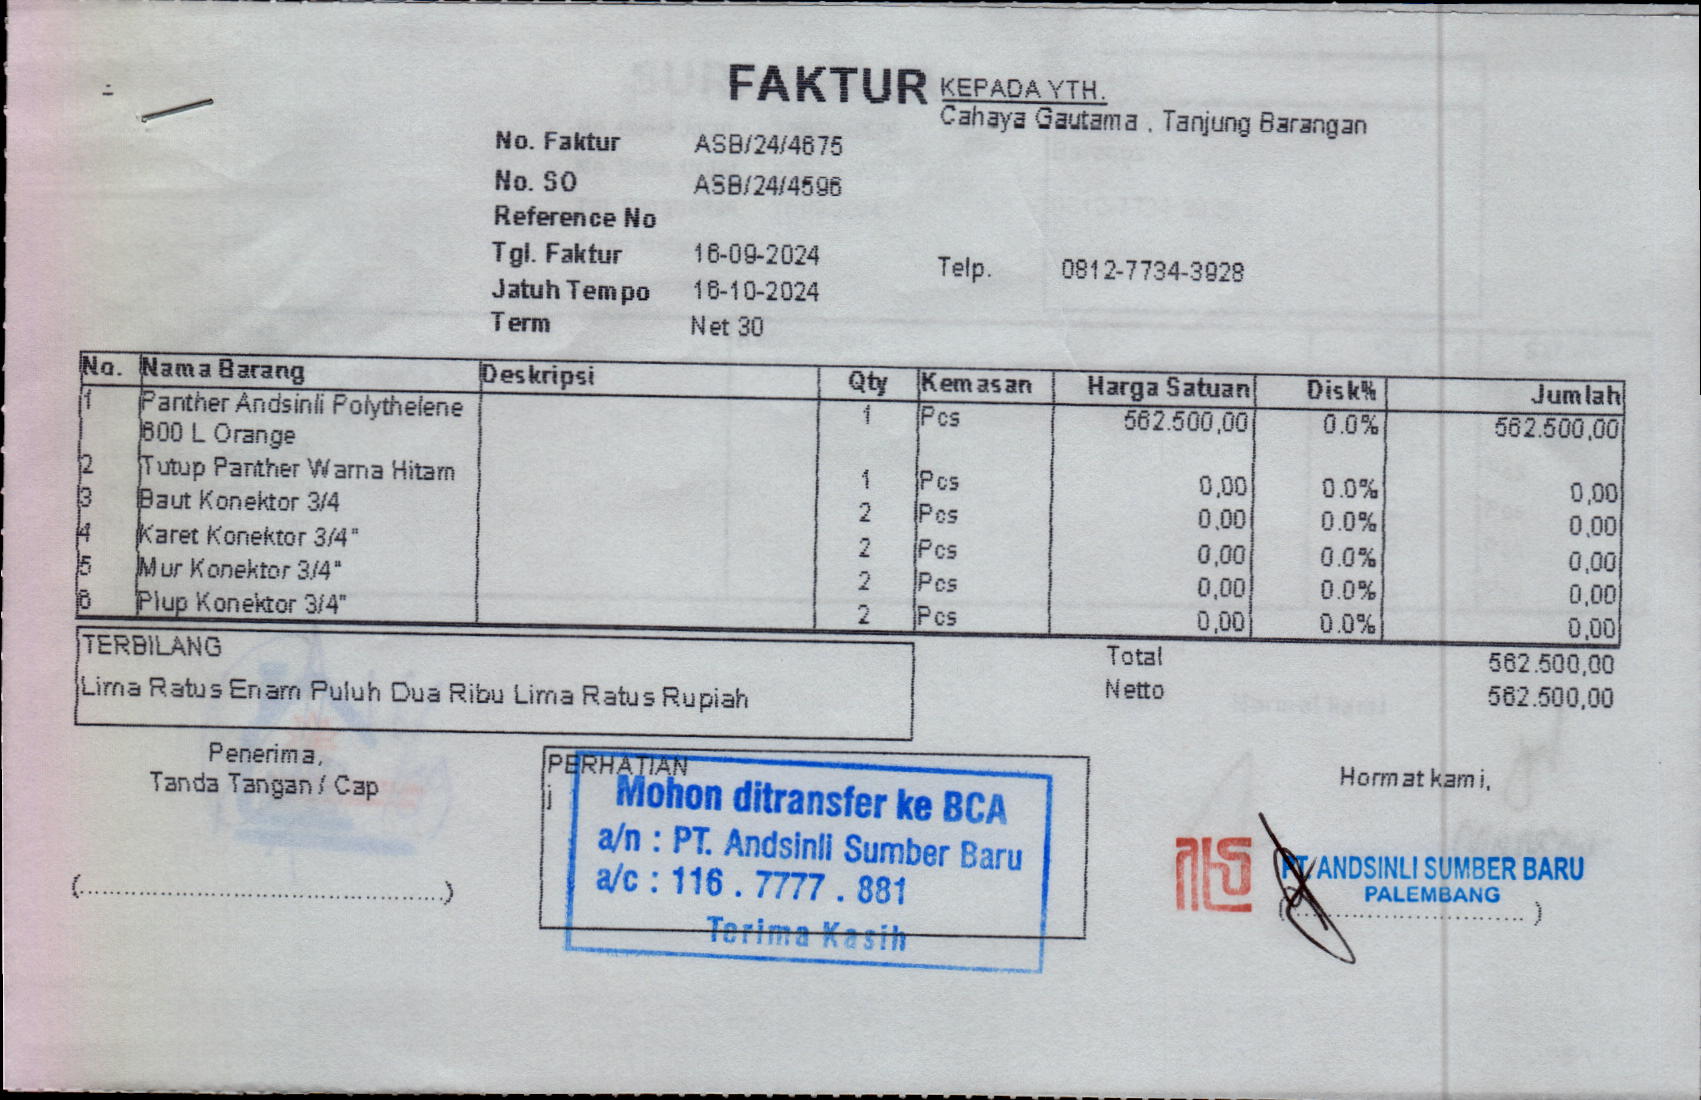 FAKTUR
KEPADA YTH.
Cahaya Gautama , Tanjung Barangan
No. Faktur ASB/24/4675
No. SO ASB/24/4596
Reference No
Tgl. Faktur 16-09-2024
Telp. 0812-7734-3928
Jatuh Tempo 16-10-2024
Term Net 30
No. Nama Barang Deskripsi Qty Kemasan Harga Satuan Disk% Jumlah
1 Panther Andsinli Polythelene 1 Pcs 562.500,00 0.0% 562.500,00
600 L Orange
2 Tutup Panther Warna Hitam 1 Pcs 0,00 0.0% 0,00
3 Baut Konektor 3/4 2 Pcs 0,00 0.0% 0,00
4 Karet Konektor 3/4" 2 Pcs 0,00 0.0% 0,00
5 Mur Konektor 3/4" 2 Pcs 0,00 0.0% 0,00
6 Plup Konektor 3/4" 2 Pcs 0,00 0.0% 0,00
TERBILANG
Lima Ratus Enam Puluh Dua Ribu Lima Ratus Rupiah
Total 562.500,00
Netto 562.500,00
Penerima,
Tanda Tangan / Cap
(............................................)
PERHATIAN
j
Mohon ditransfer ke BCA
a/n : PT. Andsinli Sumber Baru
a/c : 116 . 7777 . 881
Terima Kasih
Hormat kami,
PT. ANDSINLI SUMBER BARU
PALEMBANG
(............................)